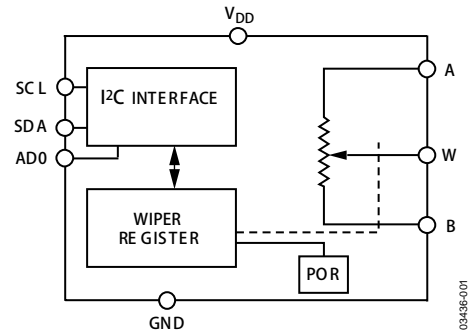 VDD
SCL
I2C INTERFACE
SDA
AD0
A
W
WIPER
REGISTER
B
POR
GND
03436-001